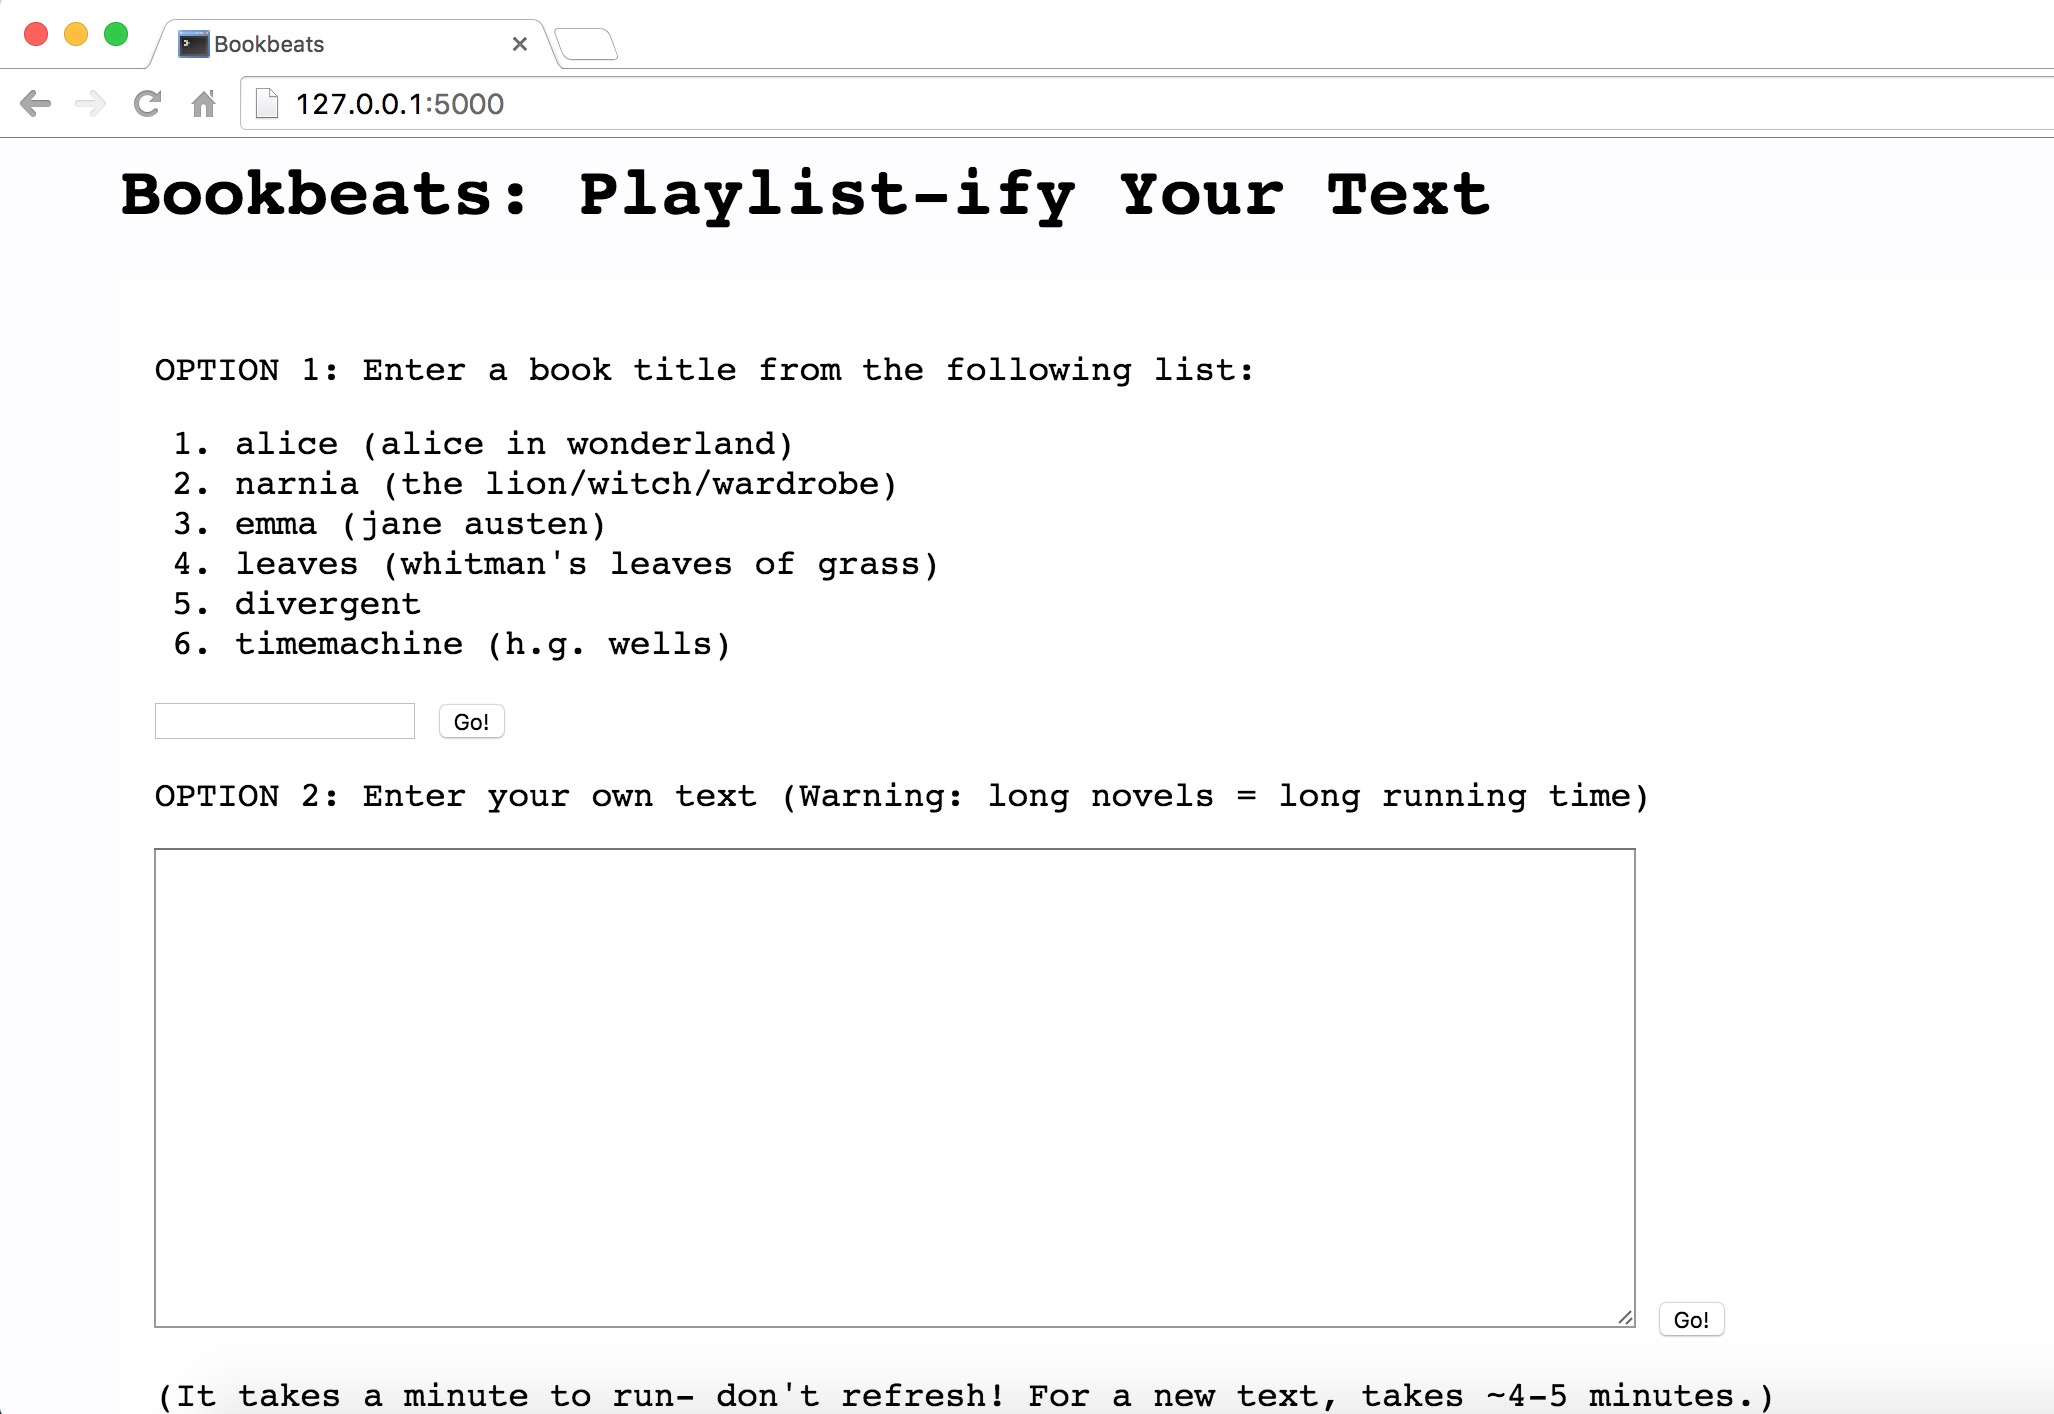 Bookbeats
127.0.0.1:5000
Bookbeats: Playlist-ify Your Text
OPTION 1: Enter a book title from the following list:
1. alice (alice in wonderland)
2. narnia (the lion/witch/wardrobe)
3. emma (jane austen)
4. leaves (whitman's leaves of grass)
5. divergent
6. timemachine (h.g. wells)
Go!
OPTION 2: Enter your own text (Warning: long novels = long running time)
Go!
(It takes a minute to run- don't refresh! For a new text, takes ~4-5 minutes.)